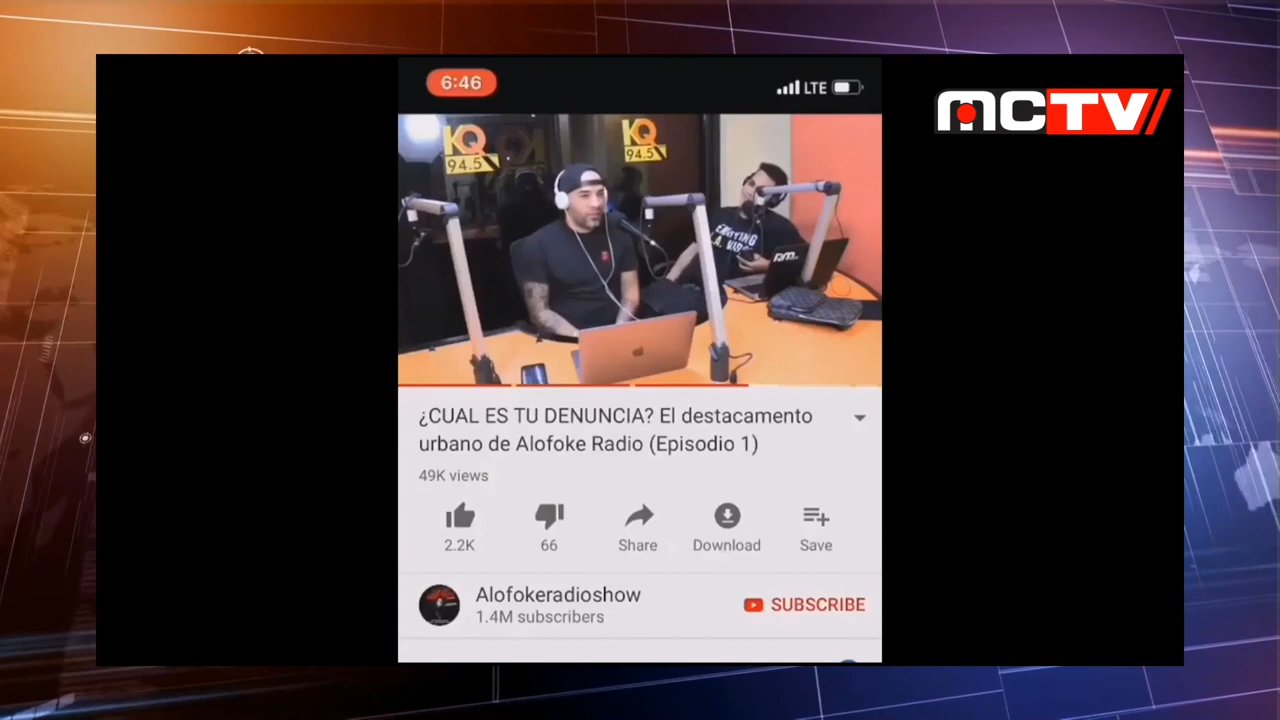 6:46
LTE
MCTV
KQ
94.5
KQ
94.5
¿CUAL ES TU DENUNCIA? El destacamento
urbano de Alofoke Radio (Episodio 1)
49K views
2.2K
66
Share
Download
Save
Alofokeradioshow
1.4M subscribers
SUBSCRIBE